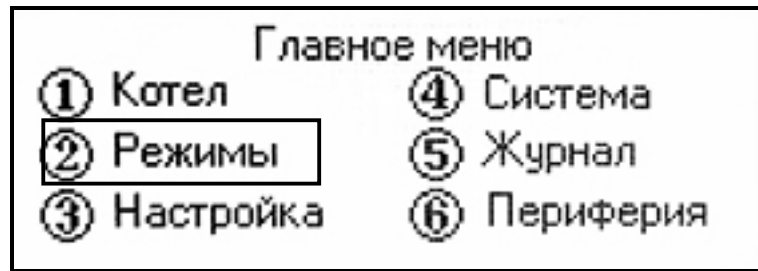 Главное меню
① Котел ④ Система
② Режимы ⑤ Журнал
③ Настройка ⑥ Периферия